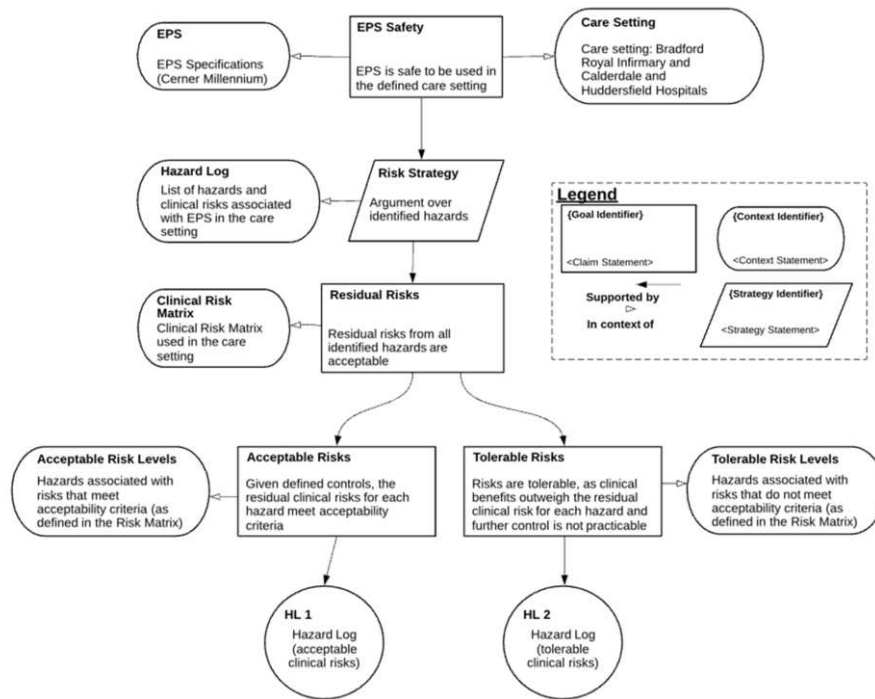 EPS
EPS Specifications
(Cerner Millennium)
EPS Safety
EPS is safe to be used in
the defined care setting
Care Setting
Care setting: Bradford
Royal Infirmary and
Calderdale and
Huddersfield Hospitals
Hazard Log
List of hazards and
clinical risks associated
with EPS in the care
setting
Risk Strategy
Argument over
identified hazards
Legend
{Goal Identifier}
<Claim Statement>
{Context Identifier}
<Context Statement>
Supported by
In context of
{Strategy Identifier}
<Strategy Statement>
Clinical Risk
Matrix
Clinical Risk Matrix
used in the care
setting
Residual Risks
Residual risks from all
identified hazards are
acceptable
Acceptable Risk Levels
Hazards associated with
risks that meet
acceptability criteria (as
defined in the Risk Matrix)
Acceptable Risks
Given defined controls, the
residual clinical risks for each
hazard meet acceptability
criteria
Tolerable Risks
Risks are tolerable, as clinical
benefits outweigh the residual
clinical risk for each hazard and
further control is not practicable
Tolerable Risk Levels
Hazards associated with
risks that do not meet
acceptability criteria (as
defined in the Risk Matrix)
HL 1
Hazard Log
(acceptable
clinical risks)
HL 2
Hazard Log
(tolerable
clinical risks)